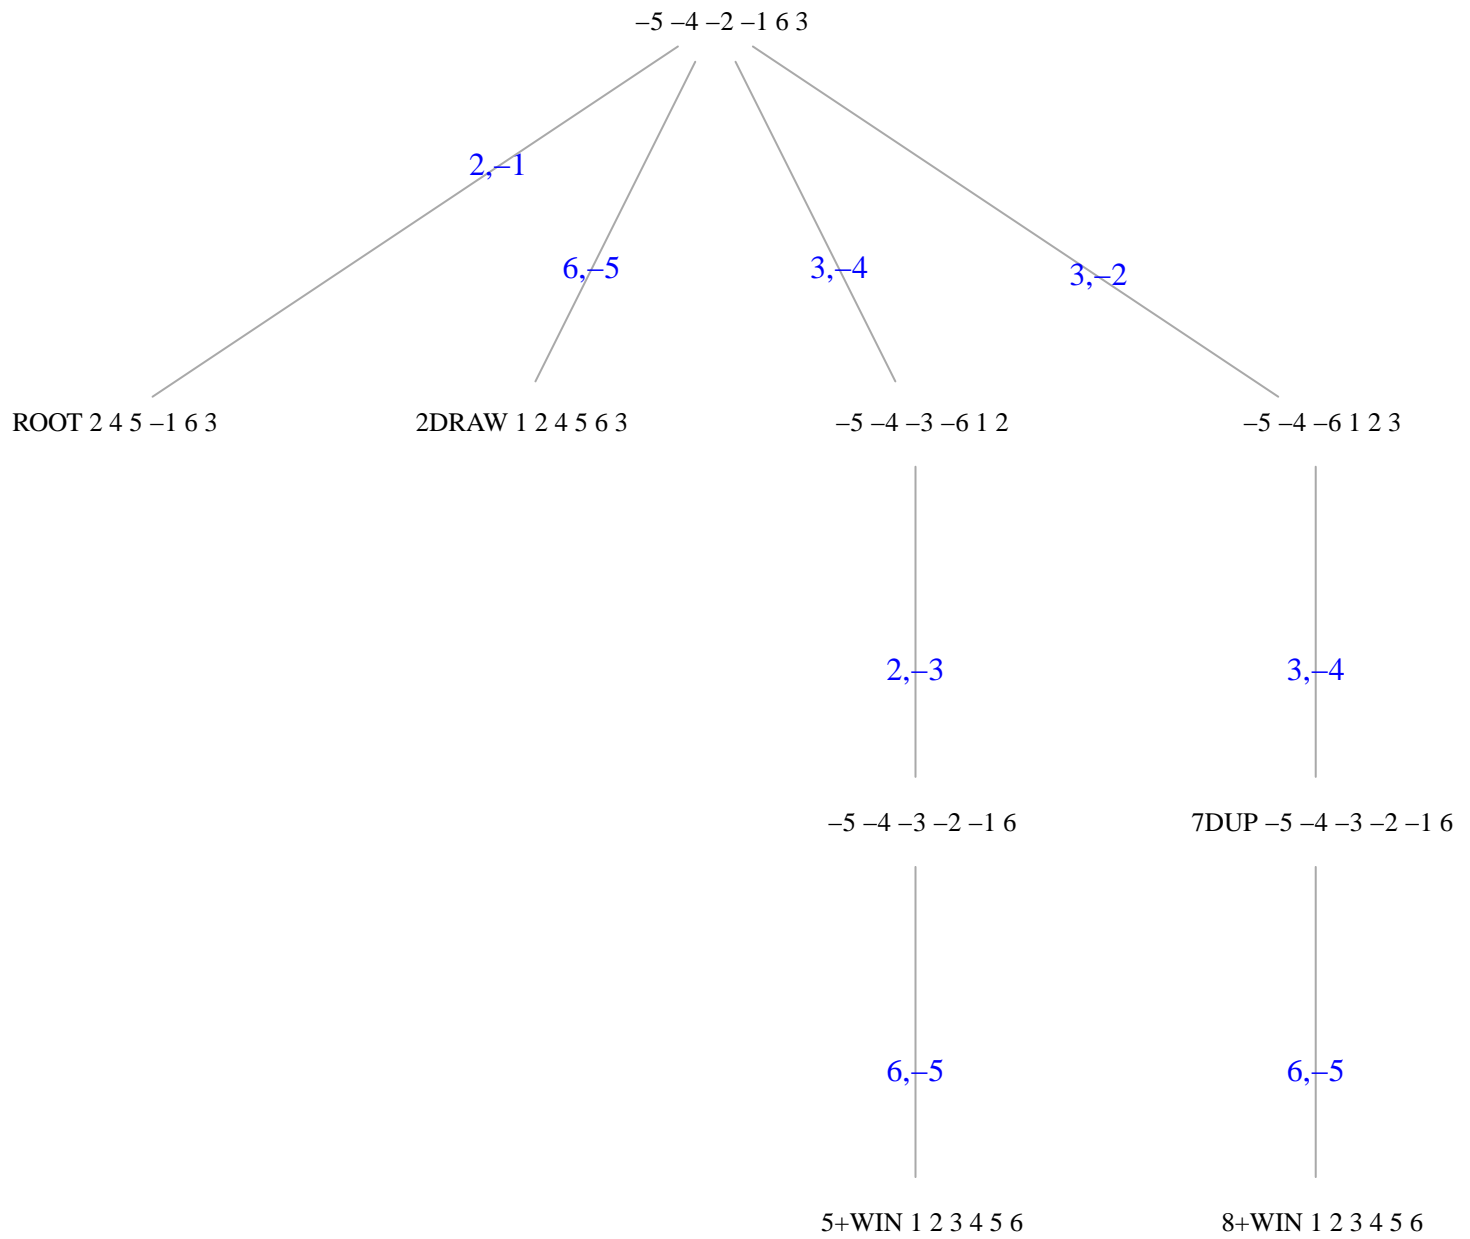 –5 –4 –2 –1 6 3
2,–1
6,–5
3,–4
3,–2
ROOT 2 4 5 –1 6 3
2DRAW 1 2 4 5 6 3
–5 –4 –3 –6 1 2
–5 –4 –6 1 2 3
2,–3
3,–4
–5 –4 –3 –2 –1 6
7DUP –5 –4 –3 –2 –1 6
6,–5
6,–5
5+WIN 1 2 3 4 5 6
8+WIN 1 2 3 4 5 6